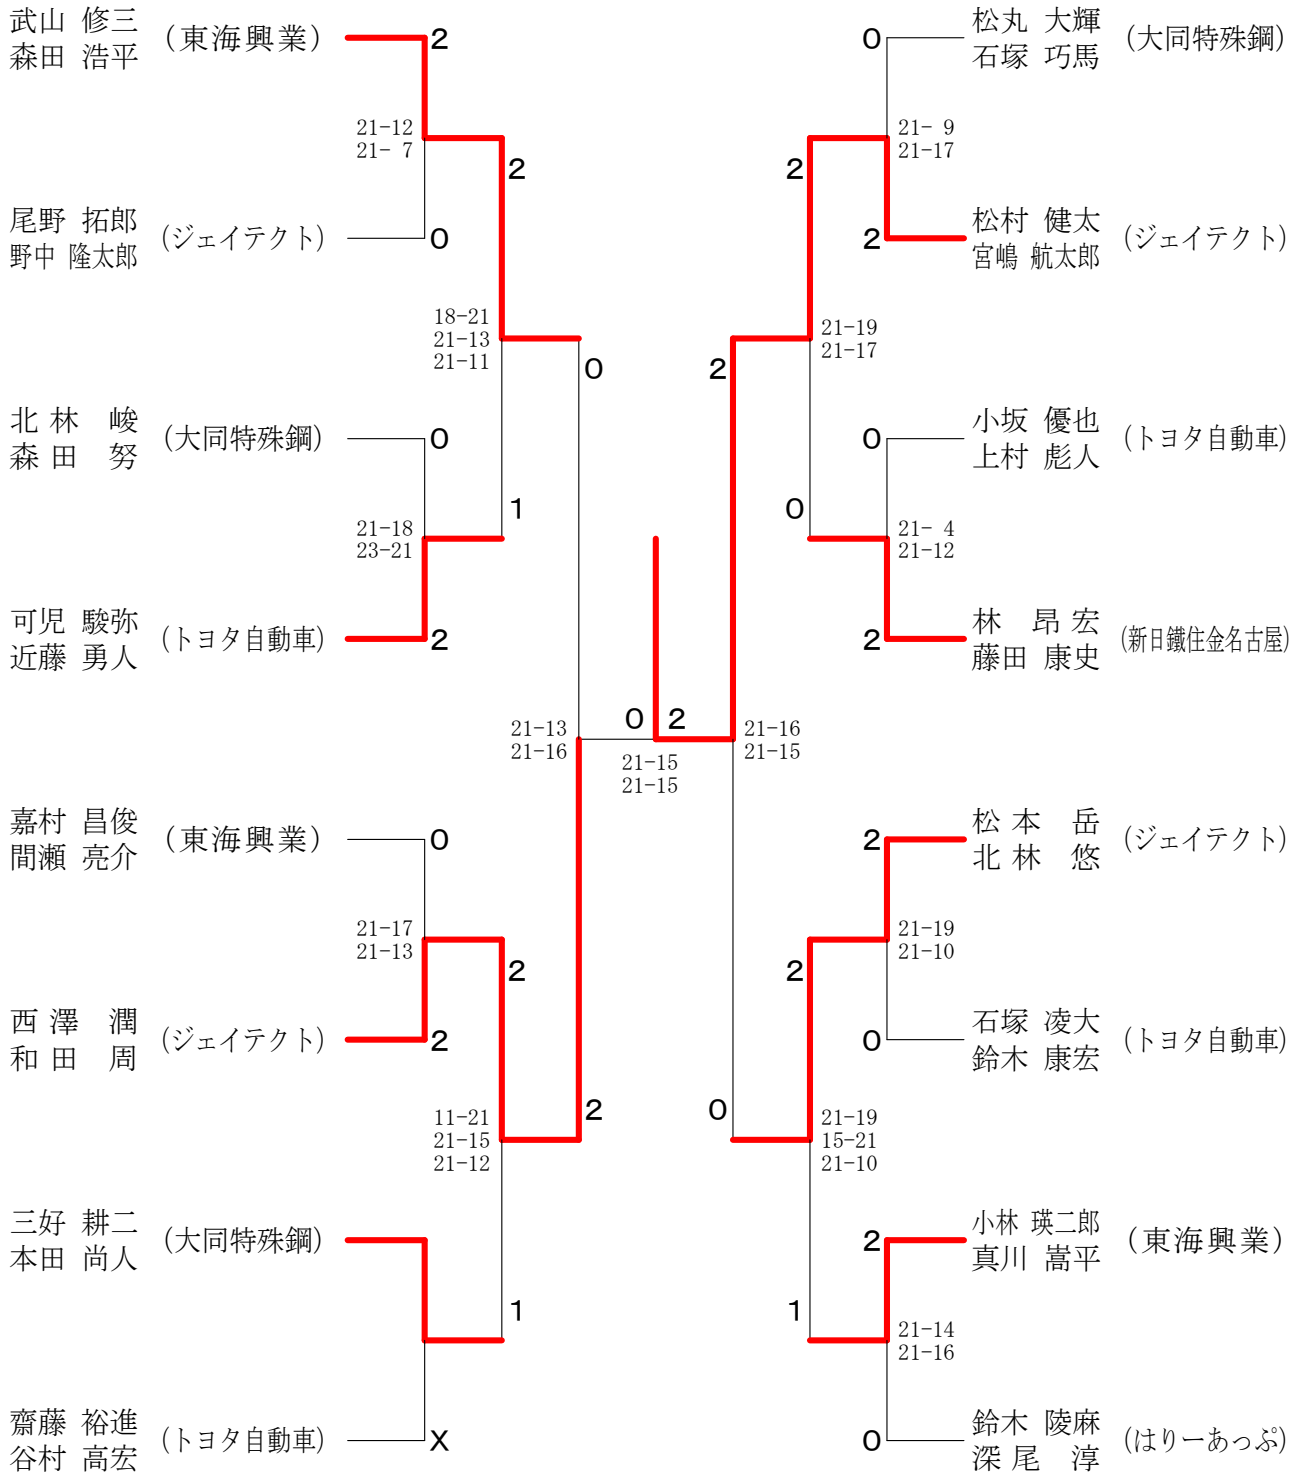 武山 修三
森田 浩平
(東海興業)
2
21-12
21- 7
尾野 拓郎
野中 隆太郎
(ジェイテクト)
0
2
18-21
21-13
21-11
北林 峻
森田 努
(大同特殊鋼)
0
21-18
23-21
1
可児 駿弥
近藤 勇人
(トヨタ自動車)
2
0
21-13
21-16
嘉村 昌俊
間瀬 亮介
(東海興業)
0
21-17
21-13
2
西澤 潤
和田 周
(ジェイテクト)
2
11-21
21-15
21-12
2
三好 耕二
本田 尚人
(大同特殊鋼)
1
齋藤 裕進
谷村 高宏
(トヨタ自動車)
X
0 2
21-15
21-15
0
松丸 大輝
石塚 巧馬
(大同特殊鋼)
21- 9
21-17
2
2
松村 健太
宮嶋 航太郎
(ジェイテクト)
21-19
21-17
2
0
小坂 優也
上村 彪人
(トヨタ自動車)
0
21- 4
21-12
2
林 昂宏
藤田 康史
(新日鐵住金名古屋)
21-16
21-15
2
松本 岳
北林 悠
(ジェイテクト)
21-19
21-10
2
0
石塚 凌大
鈴木 康宏
(トヨタ自動車)
0
21-19
15-21
21-10
2
小林 瑛二郎
真川 嵩平
(東海興業)
1
21-14
21-16
0
鈴木 陵麻
深尾 淳
(はりーあっぷ)